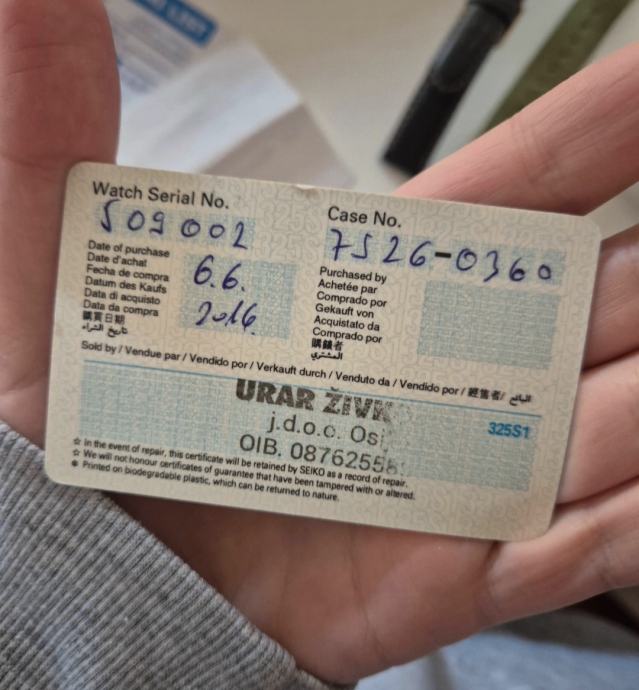 Watch Serial No.
509002
Date of purchase
Date d'achat
Fecha de compra
Datum des Kaufs
Data di acquisto
Data da compra
購買日期
تاريخ الشراء
6.6.
2016.
Case No.
7S26-0360
Purchased by
Achetée par
Comprado por
Gekauft von
Acquistato da
Comprado por
購錶者
المشتري
Sold by / Vendue par / Vendido por / Verkauft durch / Venduto da / Vendido por / 經售者 / البائع
URAR ŽIVK
j.d.o.o. Osi
OIB. 08762558
325S1
☆ In the event of repair, this certificate will be retained by SEIKO as a record of repair.
☆ We will not honour certificates of guarantee that have been tampered with or altered.
Printed on biodegradable plastic, which can be returned to nature.